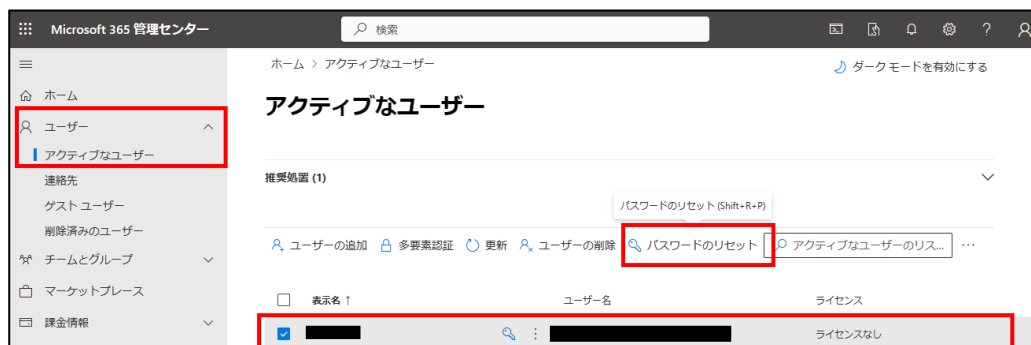 Microsoft 365 管理センター
検索
?
ホーム > アクティブなユーザー
ダーク モードを有効にする
ホーム
ユーザー
アクティブなユーザー
連絡先
ゲスト ユーザー
削除済みのユーザー
チームとグループ
マーケットプレース
課金情報
アクティブなユーザー
推奨処置 (1)
パスワードのリセット (Shift+R+P)
ユーザーの追加 多要素認証 更新 ユーザーの削除 パスワードのリセット アクティブなユーザーのリス... ...
表示名 ↑ ユーザー名 ライセンス
ライセンスなし